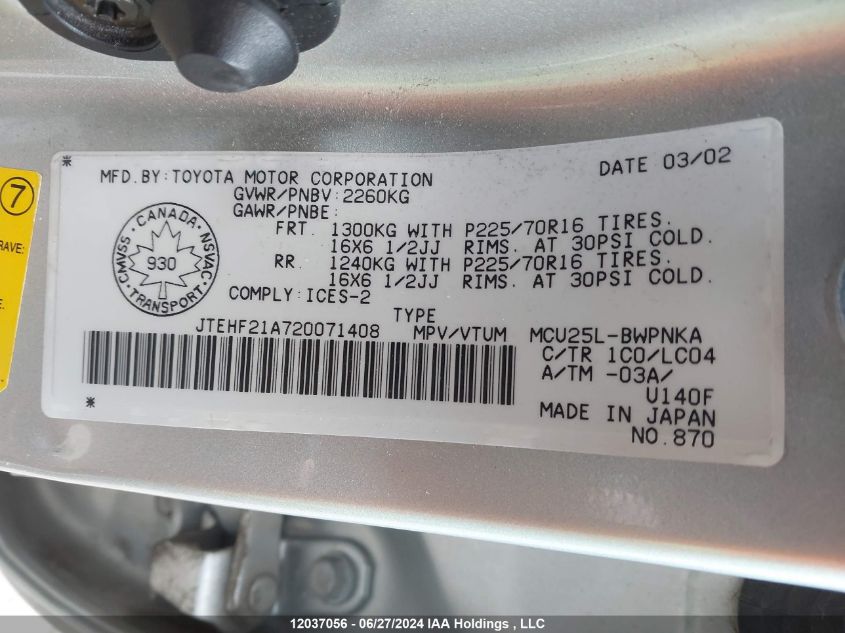 7
RAVE:
E.
MFD.BY:TOYOTA MOTOR CORPORATION
DATE 03/02
GVWR/PNBV:2260KG
GAWR/PNBE:
FRT. 1300KG WITH P225/70R16 TIRES.
16X6 1/2JJ RIMS. AT 30PSI COLD.
RR. 1240KG WITH P225/70R16 TIRES.
16X6 1/2JJ RIMS. AT 30PSI COLD.
COMPLY:ICES-2
CANADA
CMVSS 930 NSVAC
TRANSPORT
TYPE
JTEHF21A720071408 MPV/VTUM MCU25L-BWPNKA
C/TR 1C0/LC04
A/TM -03A/
U140F
MADE IN JAPAN
NO.870
12037056 - 06/27/2024 IAA Holdings , LLC